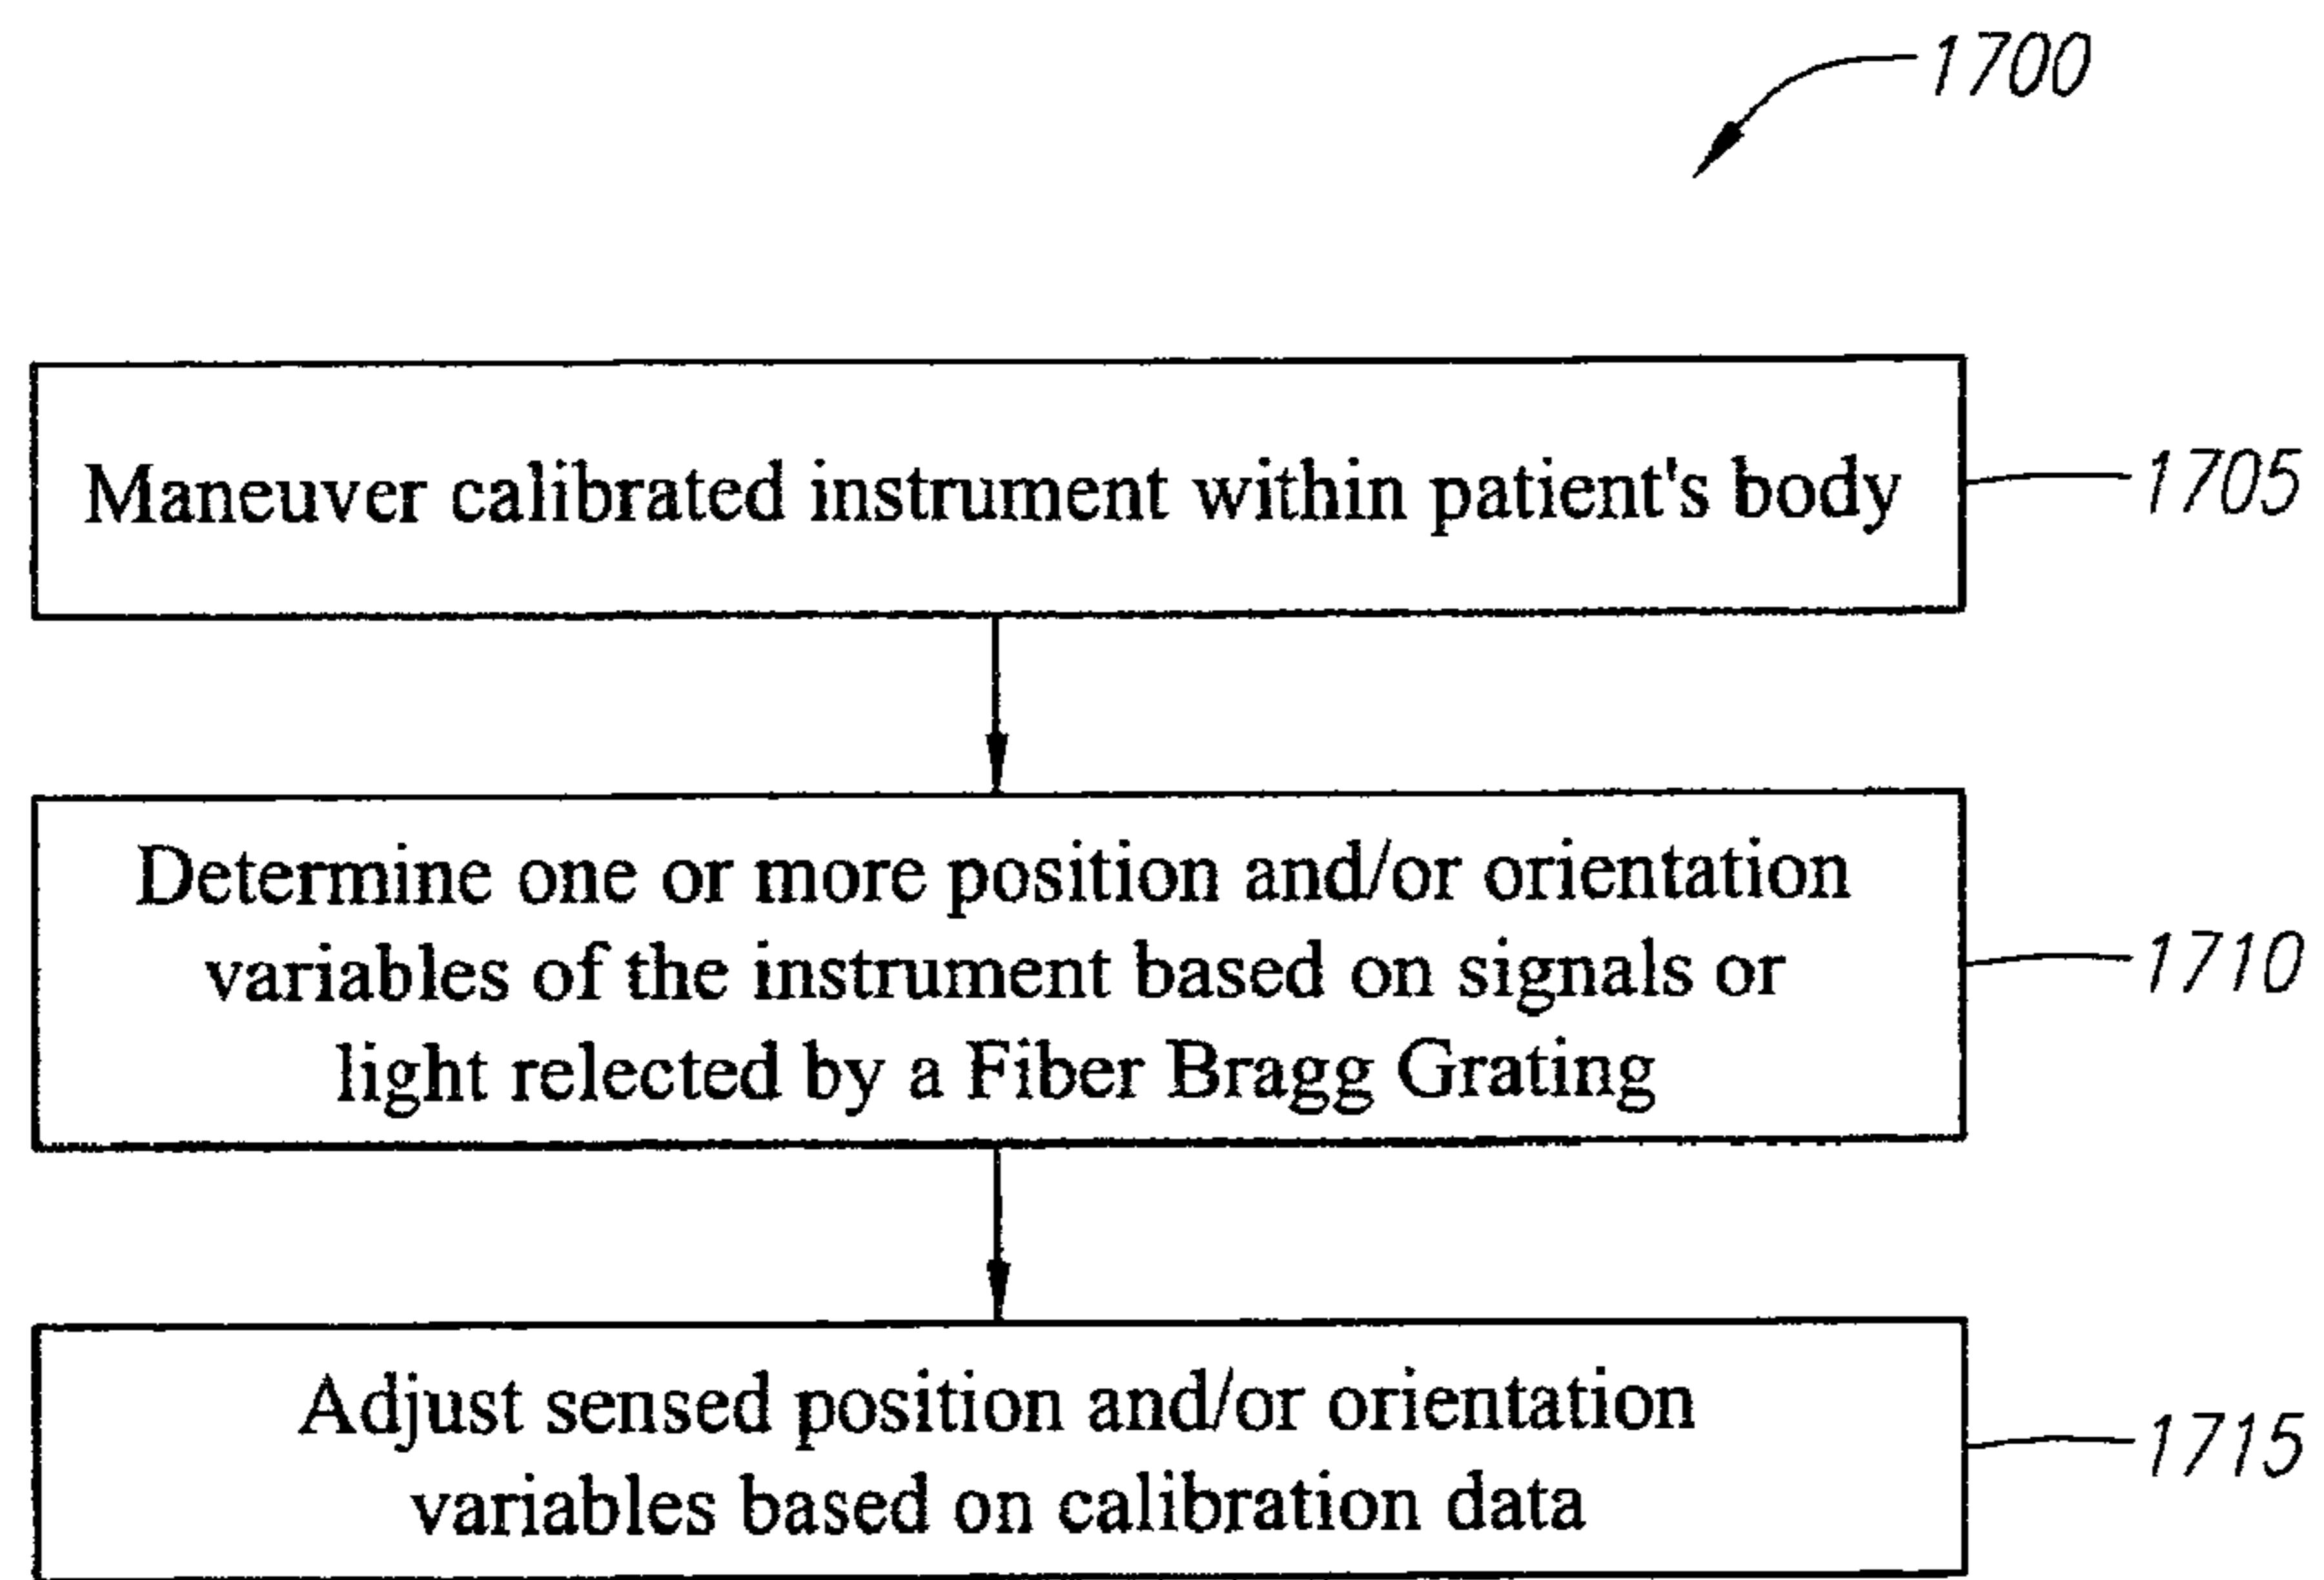 1700
Maneuver calibrated instrument within patient's body
1705
Determine one or more position and/or orientation
variables of the instrument based on signals or
light relected by a Fiber Bragg Grating
1710
Adjust sensed position and/or orientation
variables based on calibration data
1715